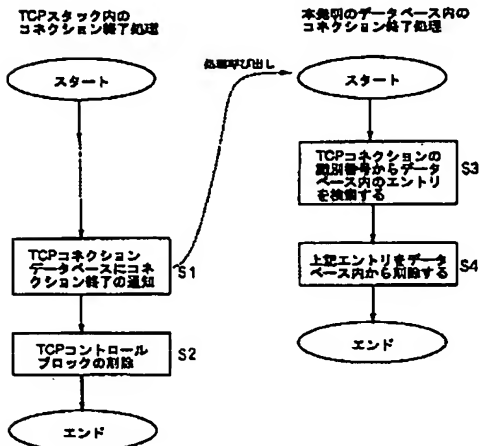 TCPスタック内の
コネクション終了処理
スタート
TCPコネクション
データベースにコネ
クション終了の通知
S1
TCPコントロール
ブロックの削除
S2
エンド
処理呼び出し
本発明のデータベース内の
コネクション終了処理
スタート
TCPコネクションの
識別番号からデータ
ベース内のエントリ
を検索する
S3
上記エントリをデータ
ベース内から削除する
S4
エンド